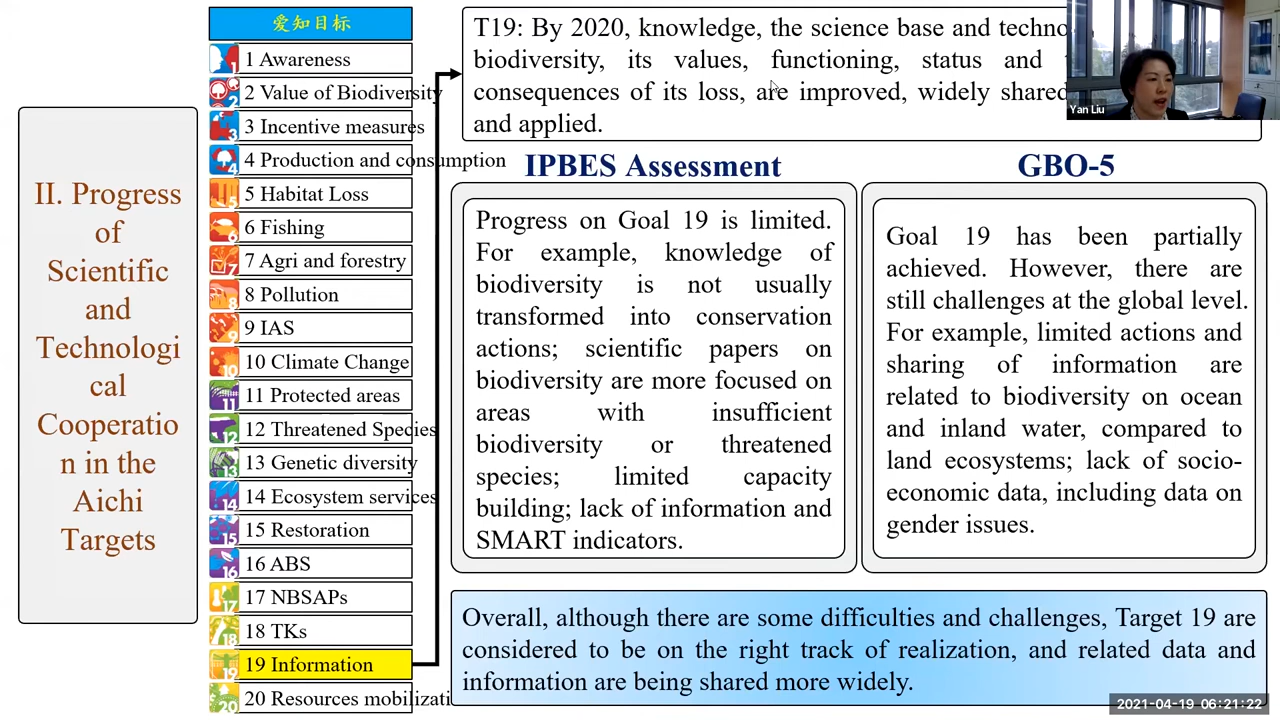 II. Progress
of
Scientific
and
Technologi
cal
Cooperatio
n in the
Aichi
Targets
爱知目标
1 Awareness
2 Value of Biodiversity
3 Incentive measures
4 Production and consumption
5 Habitat Loss
6 Fishing
7 Agri and forestry
8 Pollution
9 IAS
10 Climate Change
11 Protected areas
12 Threatened Species
13 Genetic diversity
14 Ecosystem services
15 Restoration
16 ABS
17 NBSAPs
18 TKs
19 Information
20 Resources mobilizati
T19: By 2020, knowledge, the science base and techno
biodiversity, its values, functioning, status and
consequences of its loss, are improved, widely shared
and applied.
Yan Liu
IPBES Assessment
Progress on Goal 19 is limited.
For example, knowledge of
biodiversity is not usually
transformed into conservation
actions; scientific papers on
biodiversity are more focused on
areas with insufficient
biodiversity or threatened
species; limited capacity
building; lack of information and
SMART indicators.
GBO-5
Goal 19 has been partially
achieved. However, there are
still challenges at the global level.
For example, limited actions and
sharing of information are
related to biodiversity on ocean
and inland water, compared to
land ecosystems; lack of socio-
economic data, including data on
gender issues.
Overall, although there are some difficulties and challenges, Target 19 are
considered to be on the right track of realization, and related data and
information are being shared more widely.
2021-04-19 06:21:22